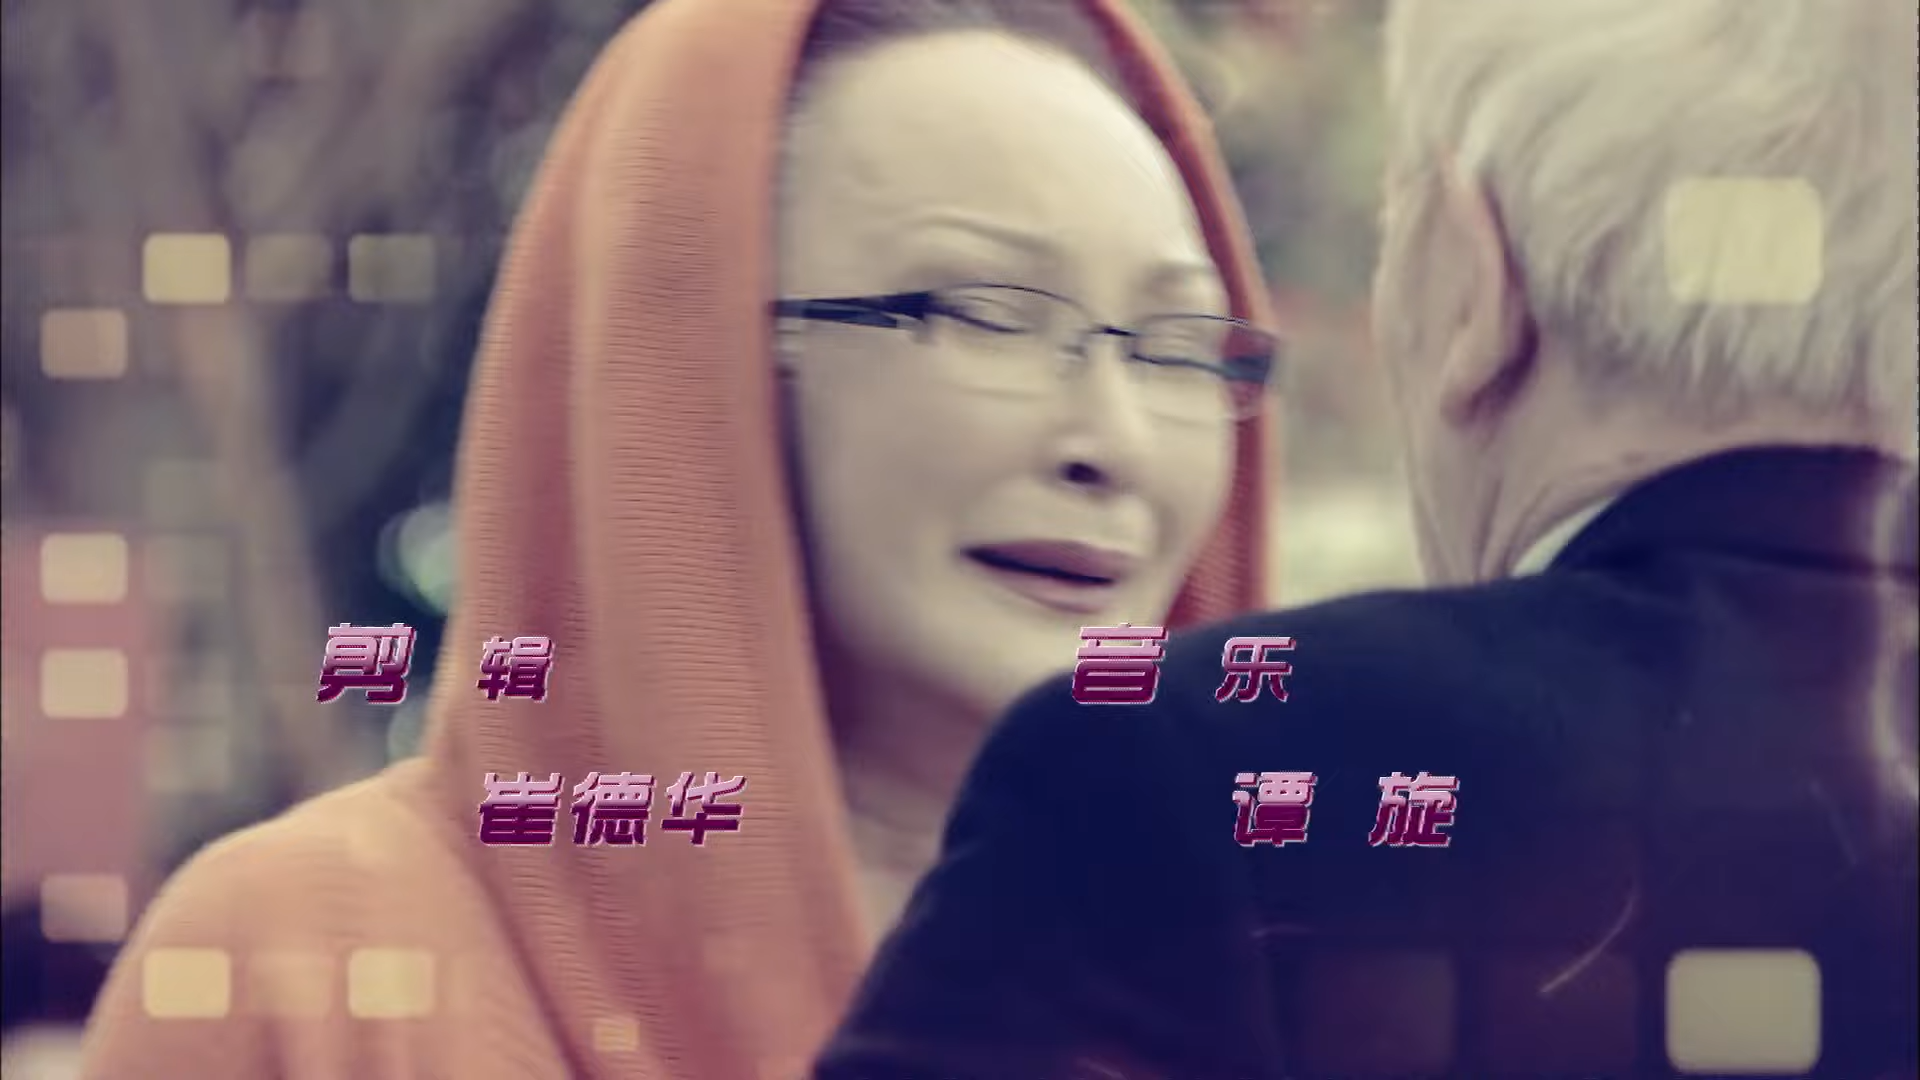 剪 辑 音 乐
崔德华 谭 旋